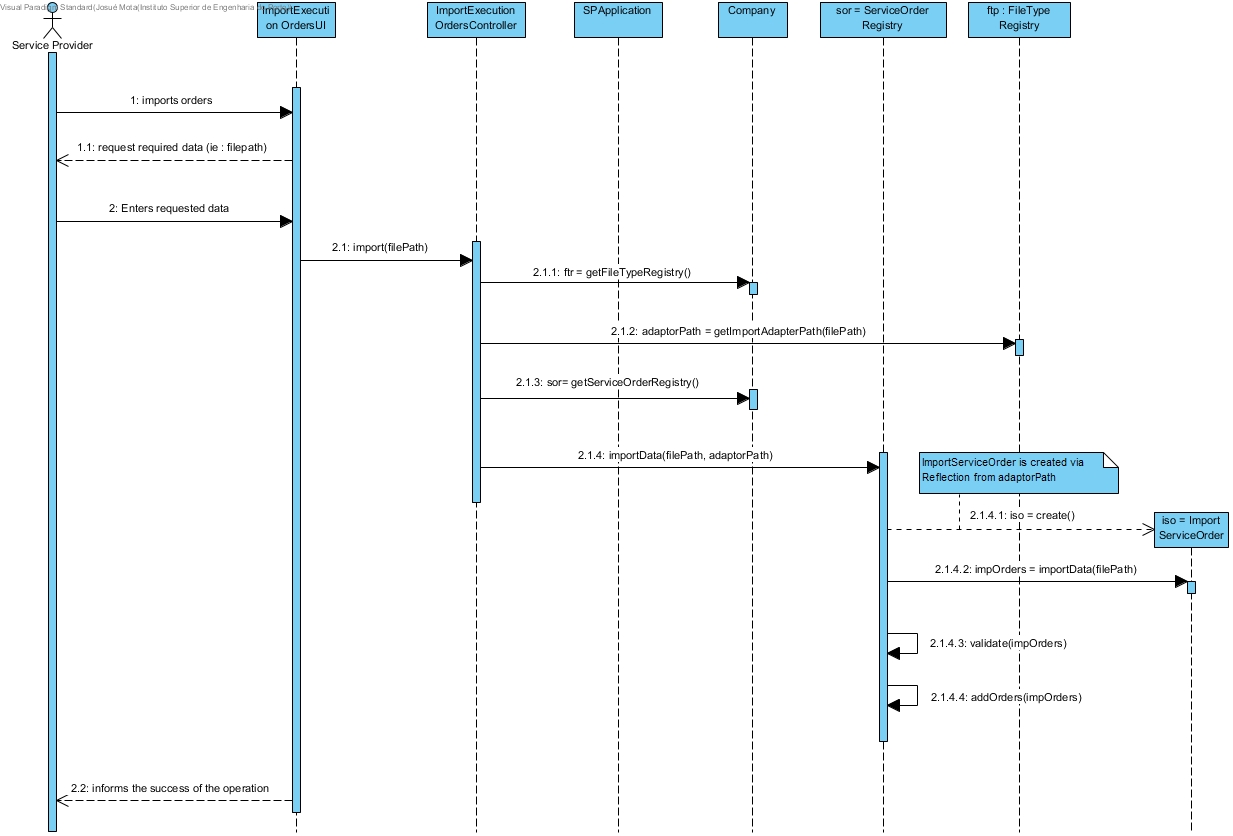 Visual Paradigm Standard(Josué Mota(Instituto Superior de Engenharia
Service Provider
ImportExecuti
on OrdersUI
ImportExecution
OrdersController
SPApplication
Company
sor = ServiceOrder
Registry
ftp : FileType
Registry
1: imports orders
1.1: request required data (ie : filepath)
2: Enters requested data
2.1: import(filePath)
2.1.1: ftr = getFileTypeRegistry()
2.1.2: adaptorPath = getImportAdapterPath(filePath)
2.1.3: sor= getServiceOrderRegistry()
2.1.4: importData(filePath, adaptorPath)
ImportServiceOrder is created via
Reflection from adaptorPath
2.1.4.1: iso = create()
iso = Import
ServiceOrder
2.1.4.2: impOrders = importData(filePath)
2.1.4.3: validate(impOrders)
2.1.4.4: addOrders(impOrders)
2.2: informs the success of the operation